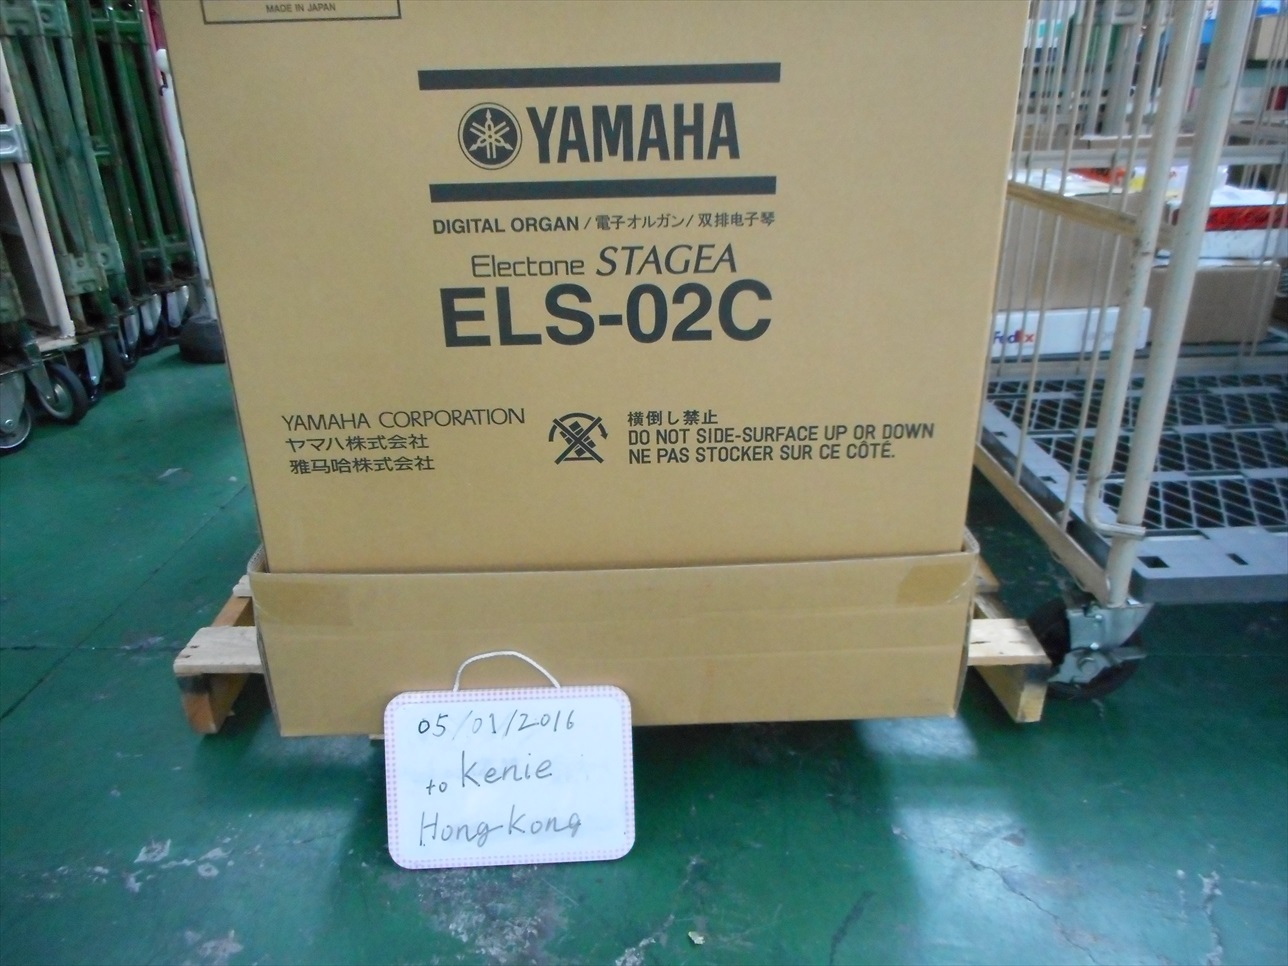 MADE IN JAPAN
YAMAHA
DIGITAL ORGAN / 電子オルガン / 双排电子琴
Electone STAGEA
ELS-02C
YAMAHA CORPORATION
ヤマハ株式会社
雅马哈株式会社
横倒し禁止
DO NOT SIDE-SURFACE UP OR DOWN
NE PAS STOCKER SUR CE CÔTÉ.
FedEx
05/01/2016
to Kenie
Hong Kong